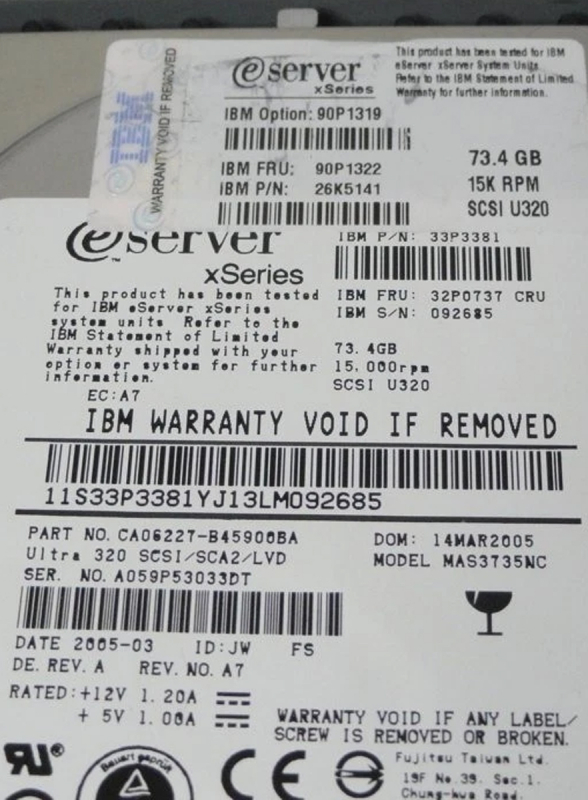 IBM
WARRANTY VOID IF REMOVED
eserver
xSeries
This product has been tested for IBM
eServer xServer System Units
Refer to the IBM Statement of Limited
Warranty for further information.
IBM Option: 90P1319
IBM FRU: 90P1322
IBM P/N: 26K5141
73.4 GB
15K RPM
SCSI U320
eserver
™
xSeries
This product has been tested
for IBM eServer xSeries
system units. Refer to the
IBM Statement of Limited
Warranty shipped with your
option or system for further
information.
EC:A7
IBM P/N: 33P3381
IBM FRU: 32P0737 CRU
IBM S/N: 092685
73.4GB
15,000rpm
SCSI U320
IBM WARRANTY VOID IF REMOVED
11S33P3381YJ13LM092685
PART NO. CA06227-B45900BA
Ultra 320 SCSI/SCA2/LVD
SER. NO. A059P53033DT
DOM: 14MAR2005
MODEL MAS3735NC
DATE 2005-03 ID:JW FS
DE. REV. A REV. NO. A7
RATED: +12V 1.20A
+ 5V 1.00A
WARRANTY VOID IF ANY LABEL/
SCREW IS REMOVED OR BROKEN.
Bauart geprüft
CE
Fujitsu Taiwan Ltd.
19F No.39. Sec.1.
Chung-hwa Road.